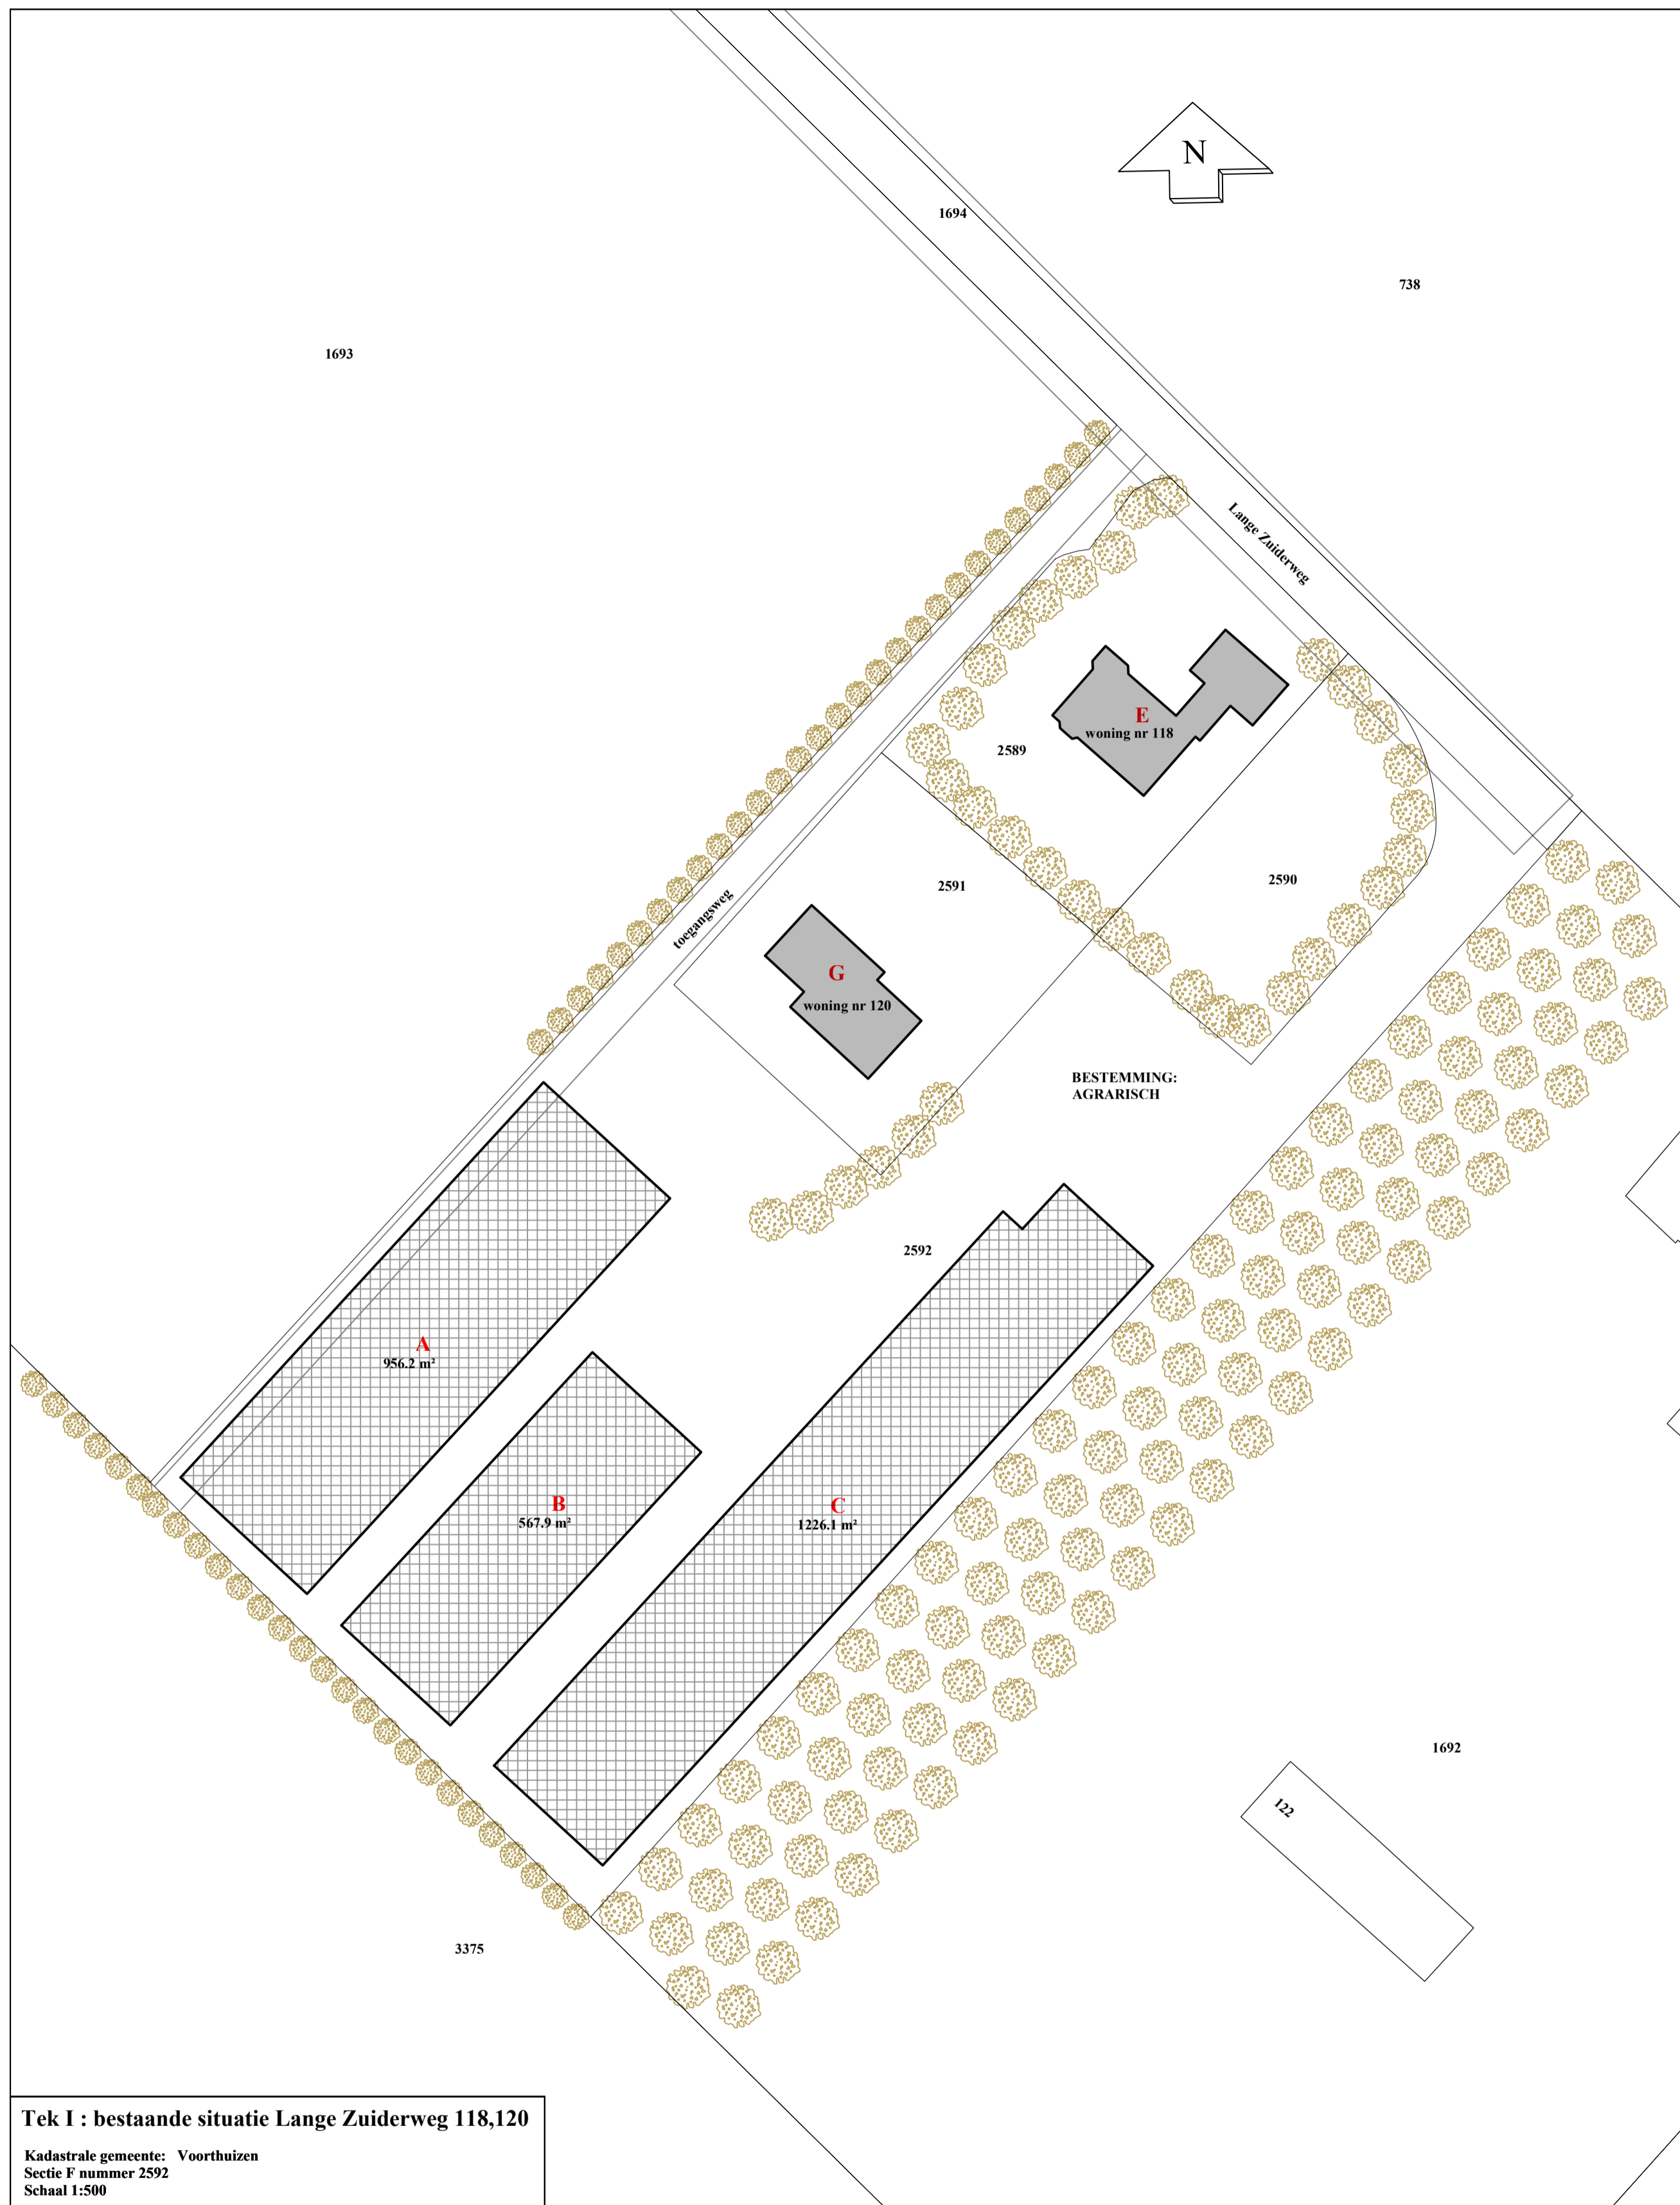 N
1694
738
1693
Lange Zuiderweg
E
woning nr 118
2589
2590
2591
toegangsweg
G
woning nr 120
BESTEMMING:
AGRARISCH
2592
A
956.2 m²
B
567.9 m²
C
1226.1 m²
1692
122
3375
Tek I : bestaande situatie Lange Zuiderweg 118,120
Kadastrale gemeente: Voorthuizen
Sectie F nummer 2592
Schaal 1:500